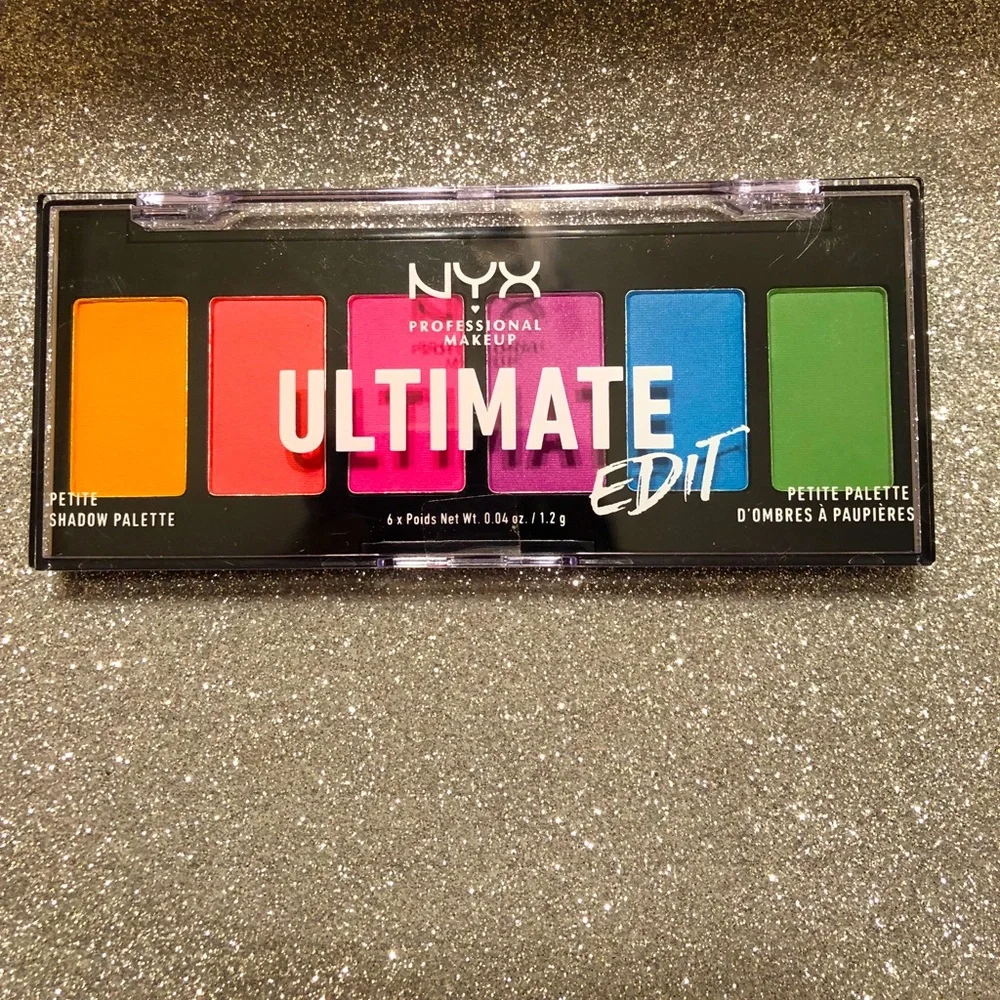 NYX
PROFESSIONAL
MAKEUP
ULTIMATE
EDIT
PETITE
SHADOW PALETTE
6 x Poids Net Wt. 0.04 oz. / 1.2 g
PETITE PALETTE
D'OMBRES À PAUPIÈRES